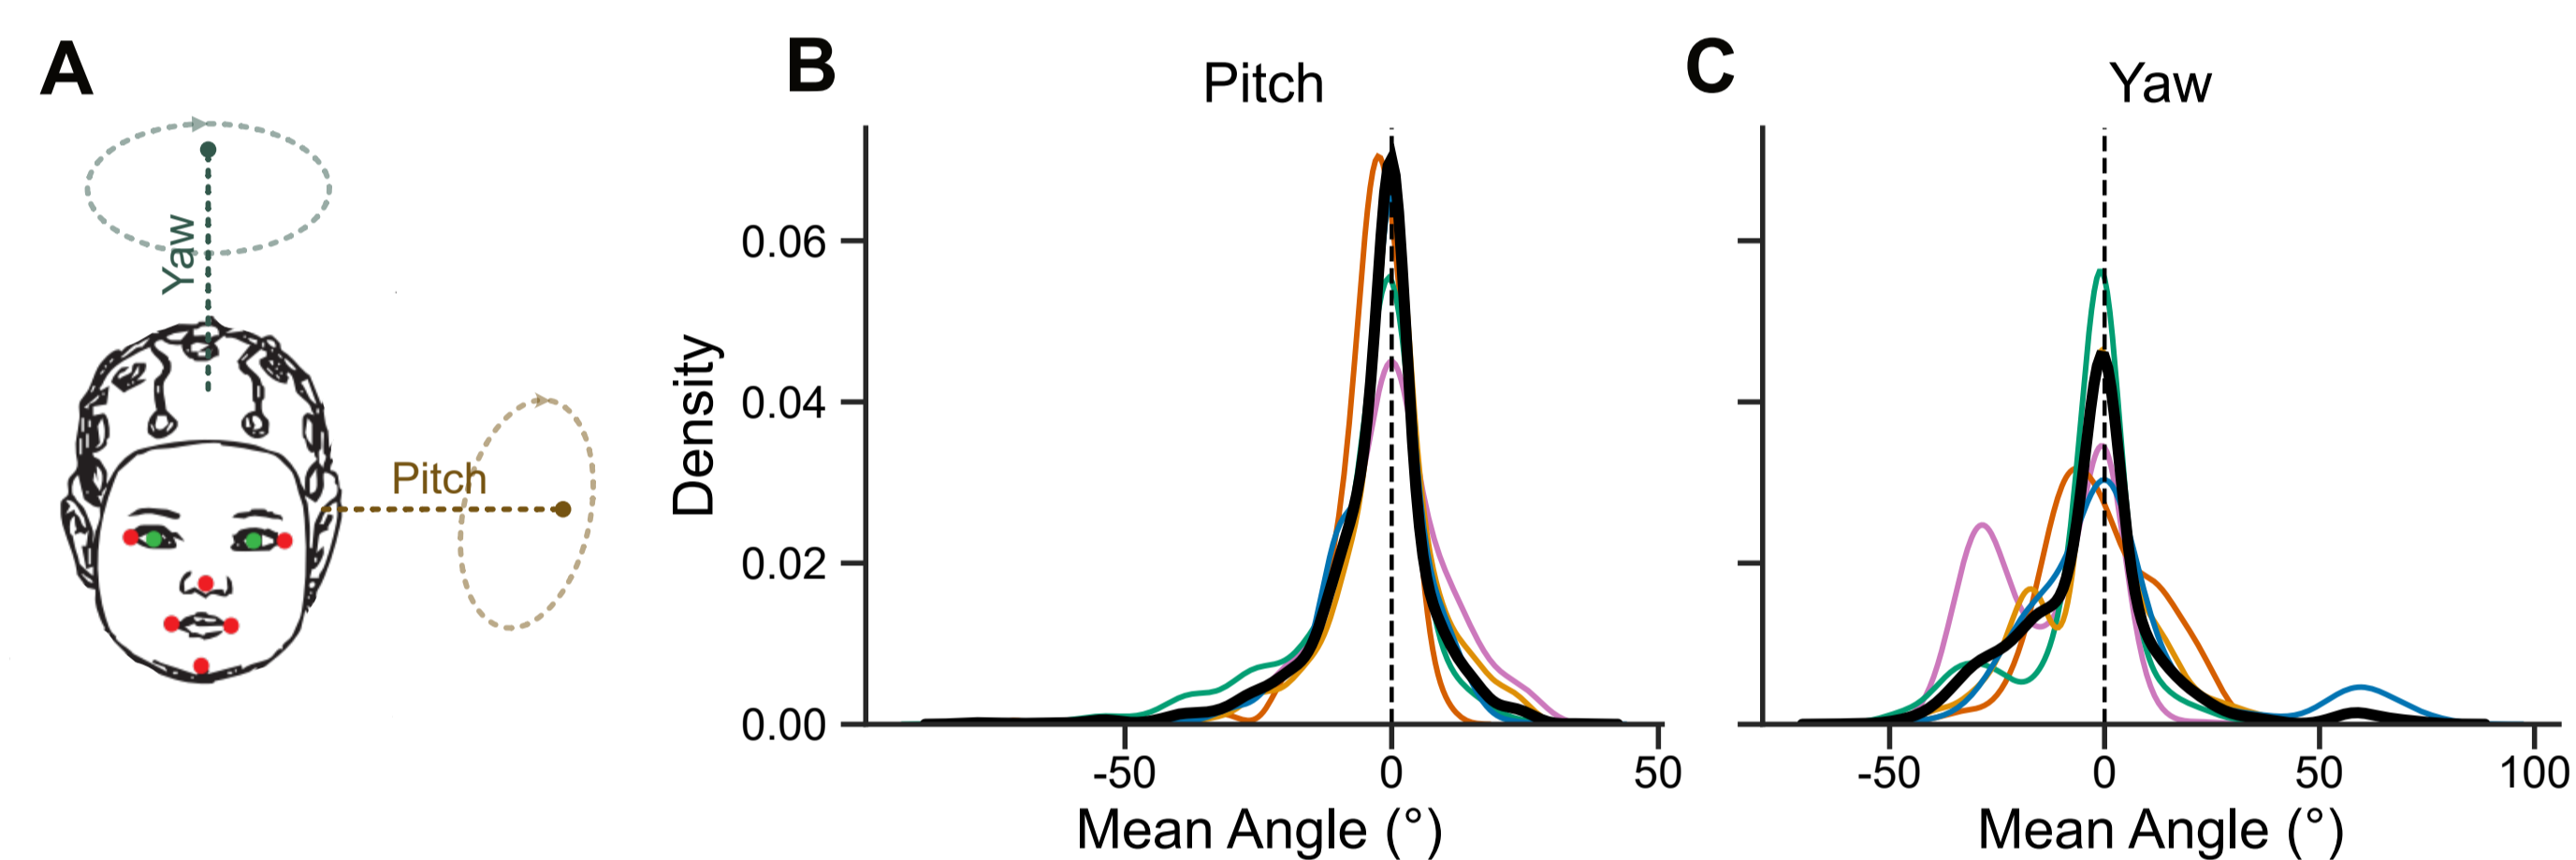 A
Yaw
Pitch
B
Pitch
Density
0.06
0.04
0.02
0.00
-50
0
50
Mean Angle (°)
C
Yaw
-50
0
50
100
Mean Angle (°)